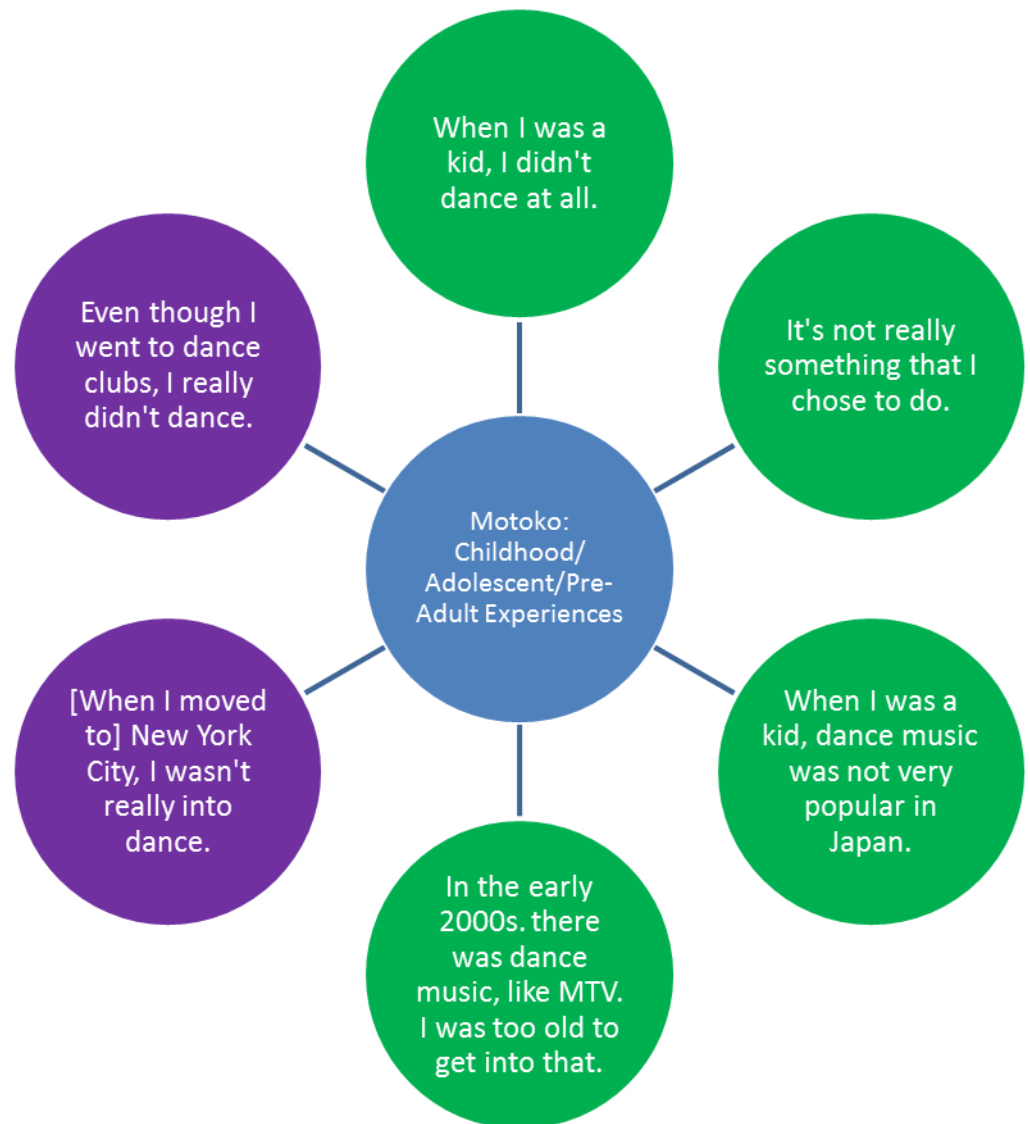 When I was a
kid, I didn't
dance at all.
It's not really
something that I
chose to do.
When I was a
kid, dance music
was not very
popular in
Japan.
In the early
2000s. there
was dance
music, like MTV.
I was too old to
get into that.
[When I moved
to] New York
City, I wasn't
really into
dance.
Even though I
went to dance
clubs, I really
didn't dance.
Motoko:
Childhood/
Adolescent/Pre-
Adult Experiences